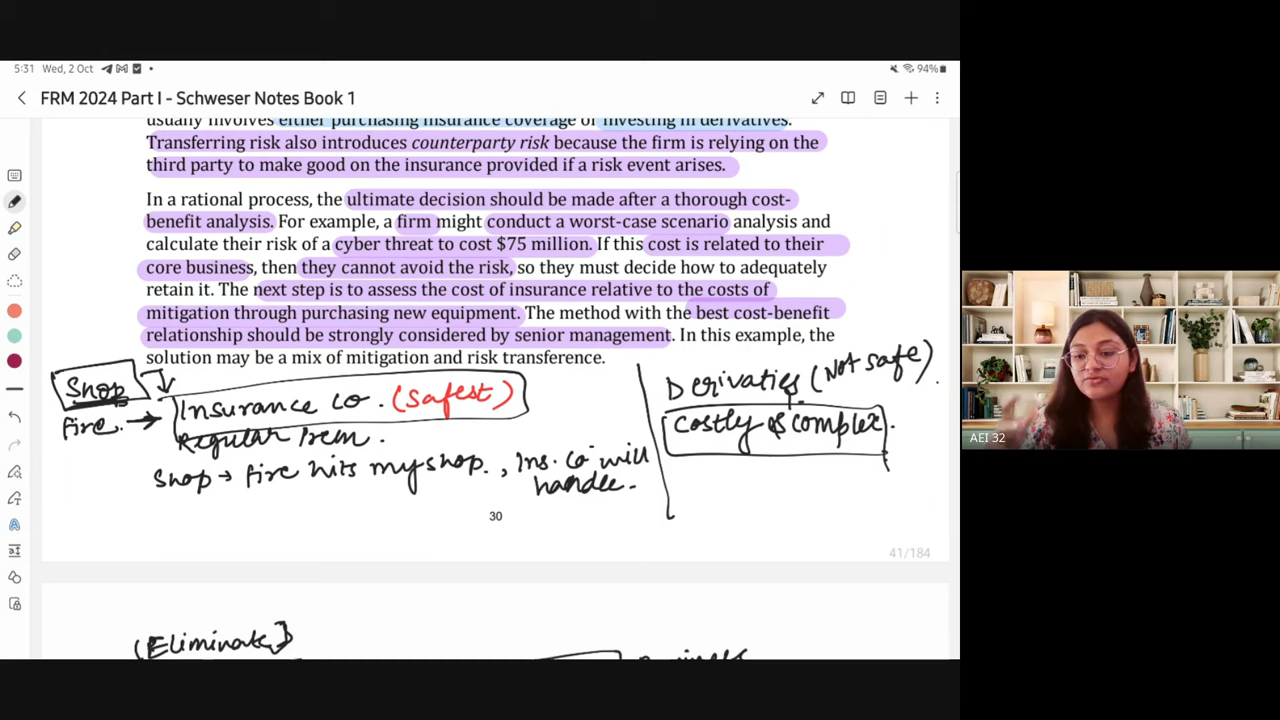 5:31 Wed, 2 Oct
94%
FRM 2024 Part I - Schweser Notes Book 1
usually involves either purchasing insurance coverage or investing in derivatives.
Transferring risk also introduces counterparty risk because the firm is relying on the
third party to make good on the insurance provided if a risk event arises.
In a rational process, the ultimate decision should be made after a thorough cost-
benefit analysis. For example, a firm might conduct a worst-case scenario analysis and
calculate their risk of a cyber threat to cost $75 million. If this cost is related to their
core business, then they cannot avoid the risk, so they must decide how to adequately
retain it. The next step is to assess the cost of insurance relative to the costs of
mitigation through purchasing new equipment. The method with the best cost-benefit
relationship should be strongly considered by senior management. In this example, the
solution may be a mix of mitigation and risk transference.
Shop
fire.
Insurance Co. (Safest)
Regular Prem.
Shop → fire hits my shop., Ins. Co will
handle.
Derivaties (Not safe).
costly & complex.
30
41/184
(Eliminate)
AEI 32